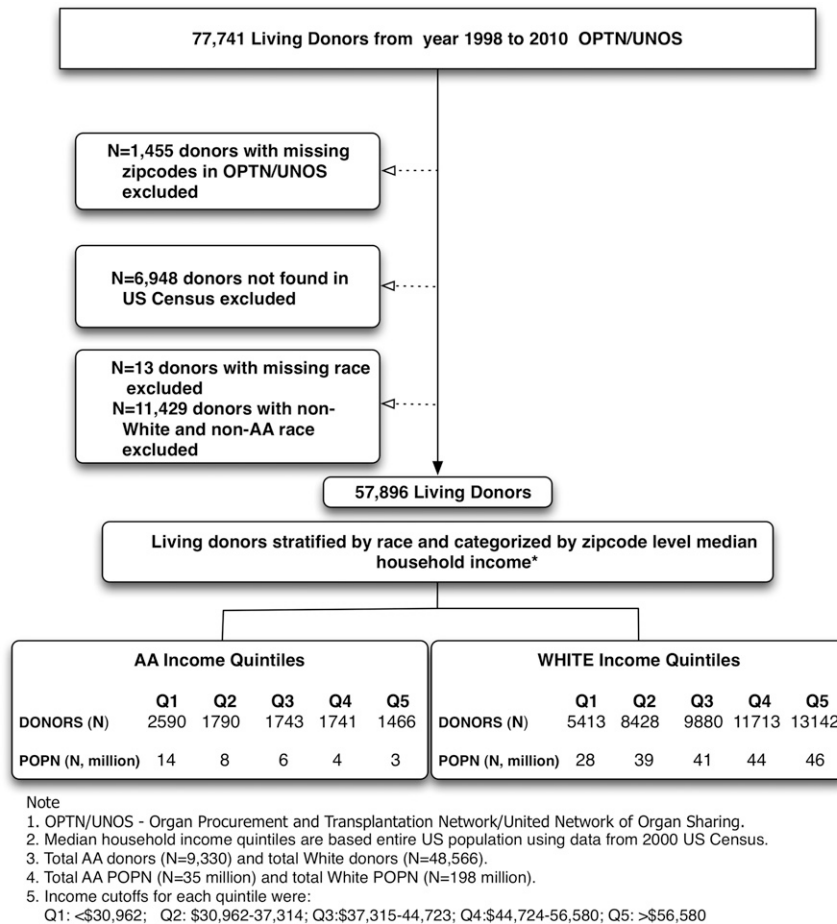 77,741 Living Donors from year 1998 to 2010 OPTN/UNOS
N=1,455 donors with missing
zipcodes in OPTN/UNOS
excluded
N=6,948 donors not found in
US Census excluded
N=13 donors with missing race
excluded
N=11,429 donors with non-
White and non-AA race
excluded
57,896 Living Donors
Living donors stratified by race and categorized by zipcode level median
household income*
AA Income Quintiles
Q1 Q2 Q3 Q4 Q5
DONORS (N) 2590 1790 1743 1741 1466
POPN (N, million) 14 8 6 4 3
WHITE Income Quintiles
Q1 Q2 Q3 Q4 Q5
DONORS (N) 5413 8428 9880 11713 13142
POPN (N, million) 28 39 41 44 46
Note
1. OPTN/UNOS - Organ Procurement and Transplantation Network/United Network of Organ Sharing.
2. Median household income quintiles are based entire US population using data from 2000 US Census.
3. Total AA donors (N=9,330) and total White donors (N=48,566).
4. Total AA POPN (N=35 million) and total White POPN (N=198 million).
5. Income cutoffs for each quintile were:
Q1: <$30,962; Q2: $30,962-37,314; Q3:$37,315-44,723; Q4:$44,724-56,580; Q5: >$56,580